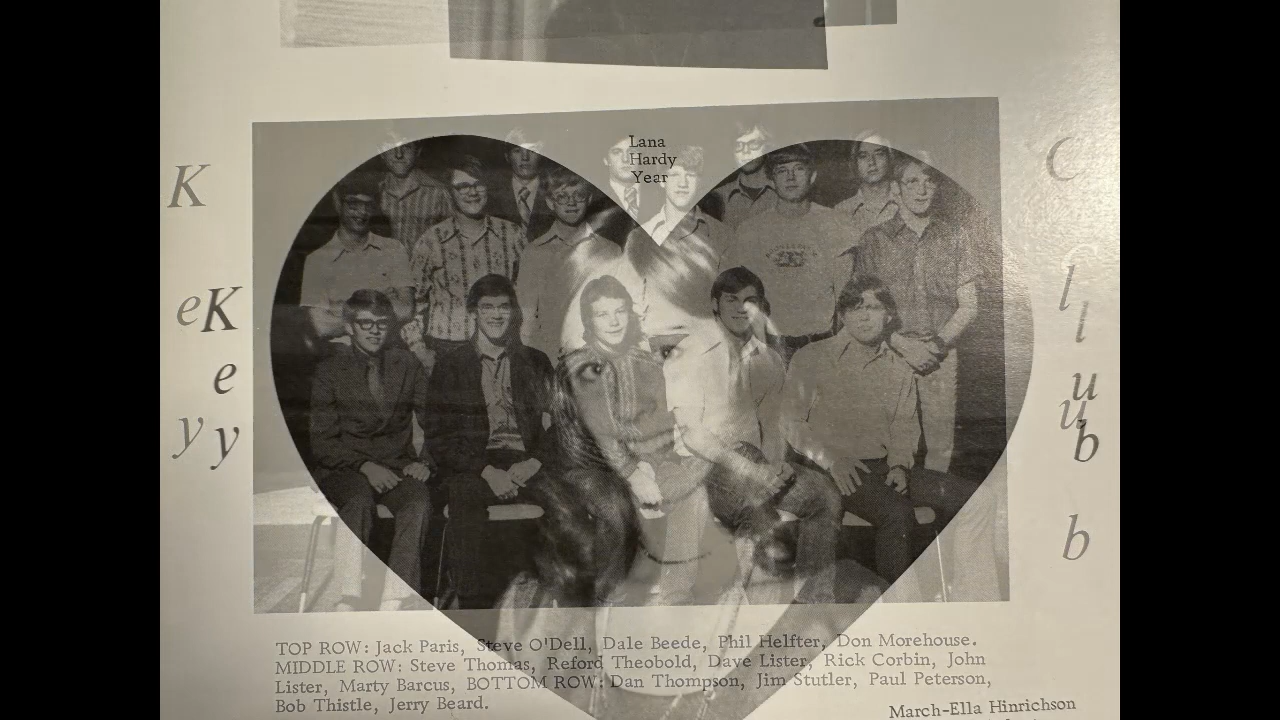 Lana
Hardy
Year
K
e
y
K
e
y
C
l
u
b
l
u
b
TOP ROW: Jack Paris, Steve O'Dell, Dale Beede, Phil Helfter, Don Morehouse.
MIDDLE ROW: Steve Thomas, Reford Theobold, Dave Lister, Rick Corbin, John
Lister, Marty Barcus, BOTTOM ROW: Dan Thompson, Jim Stutler, Paul Peterson,
Bob Thistle, Jerry Beard.
March-Ella Hinrichson